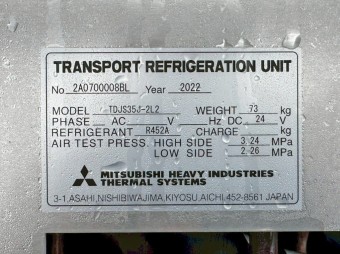 TRANSPORT REFRIGERATION UNIT
No 2A0700008BL Year 2022
MODEL TDJS35J-2L2 WEIGHT 73 kg
PHASE AC V Hz DC 24 V
REFRIGERANT R452A CHARGE kg
AIR TEST PRESS. HIGH SIDE 3.24 MPa
LOW SIDE 2.26 MPa
MITSUBISHI HEAVY INDUSTRIES
THERMAL SYSTEMS
3-1,ASAHI,NISHIBIWAJIMA,KIYOSU,AICHI,452-8561 JAPAN